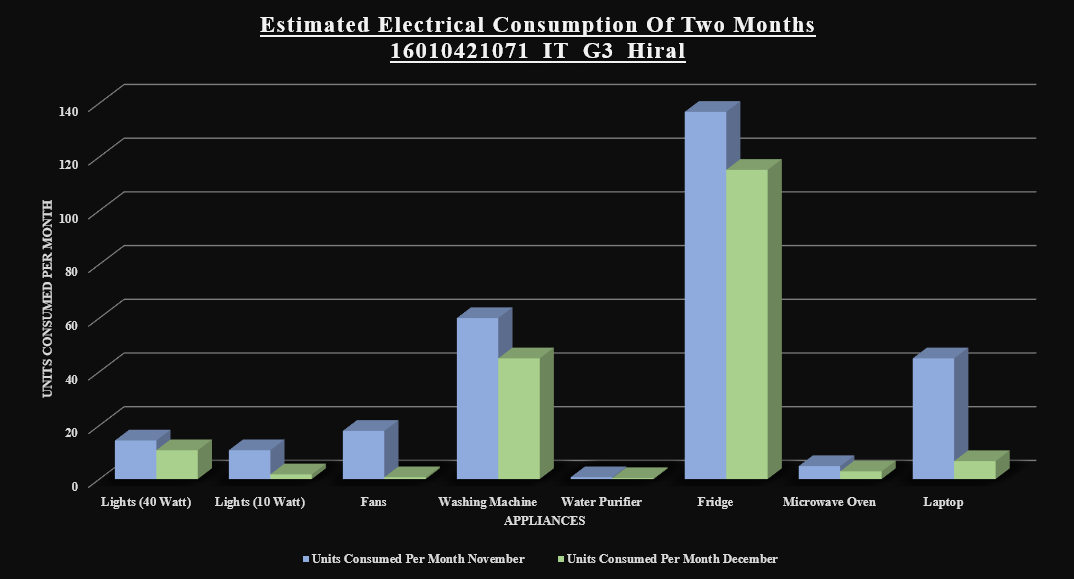 Estimated Electrical Consumption Of Two Months
16010421071 IT G3 Hiral
140
120
100
80
60
40
20
0
UNITS CONSUMED PER MONTH
Lights (40 Watt) Lights (10 Watt) Fans Washing Machine Water Purifier Fridge Microwave Oven Laptop
APPLIANCES
Units Consumed Per Month November Units Consumed Per Month December